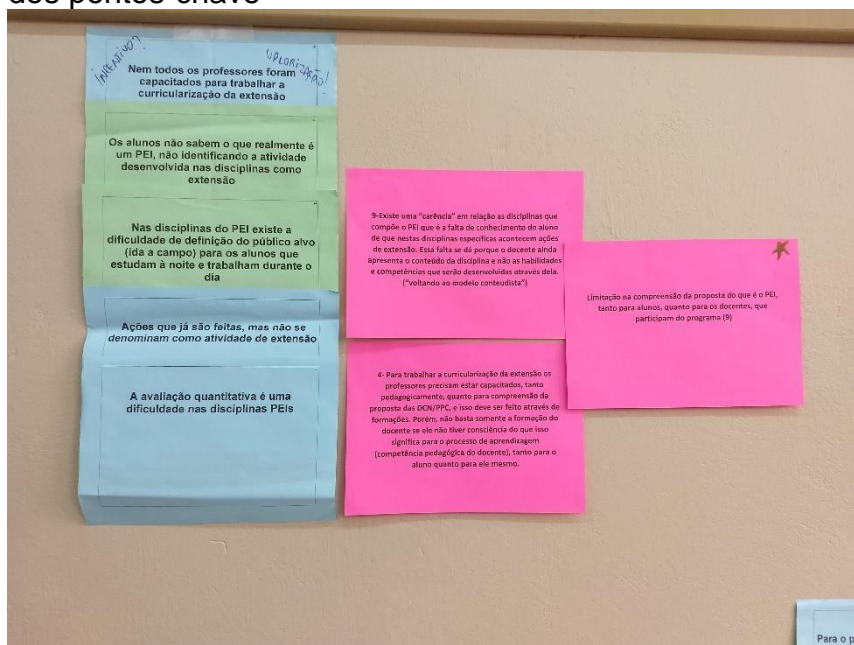 dos pontos-chave
INCENTIVO?
VALORIZAÇÃO!
Nem todos os professores foram
capacitados para trabalhar a
curricularização da extensão
Os alunos não sabem o que realmente é
um PEI, não identificando a atividade
desenvolvida nas disciplinas como
extensão
Nas disciplinas do PEI existe a
dificuldade de definição do público alvo
(ida a campo) para os alunos que
estudam à noite e trabalham durante o
dia
Ações que já são feitas, mas não se
denominam como atividade de extensão
A avaliação quantitativa é uma
dificuldade nas disciplinas PEIs
9-Existe uma "carência" em relação as disciplinas que
compõe o PEI que é a falta de conhecimento do aluno
de que nestas disciplinas específicas acontecem ações
de extensão. Essa falta se dá porque o docente ainda
apresenta o conteúdo da disciplina e não as habilidades
e competências que serão desenvolvidas através dela.
("voltando ao modelo conteudista")
4- Para trabalhar a curricularização da extensão os
professores precisam estar capacitados, tanto
pedagogicamente, quanto para compreensão da
proposta das DCN/PPC, e isso deve ser feito através de
formações. Porém, não basta somente a formação do
docente se ele não tiver consciência do que isso
significa para o processo de aprendizagem
(competência pedagógica do docente), tanto para o
aluno quanto para ele mesmo.
Limitação na compreensão da proposta do que é o PEI,
tanto para alunos, quanto para os docentes, que
participam do programa (9)
Para o p